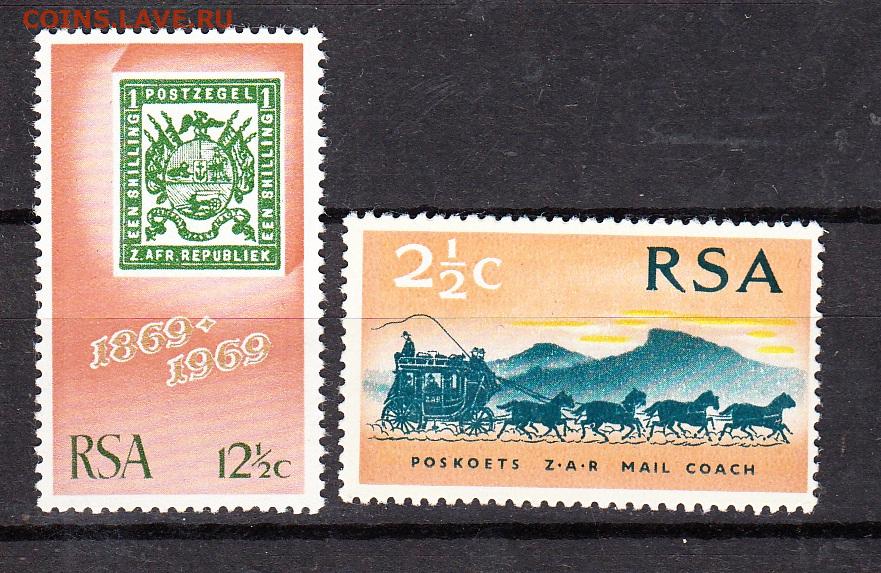 COINS.LAVE.RU
1 POSTZEGEL 1
EEN SHILLING
EEN SHILLING
Z. AFR. REPUBLIEK
1869 •
1969
RSA 12½c
2½c RSA
POSKOETS Z·A·R MAIL COACH